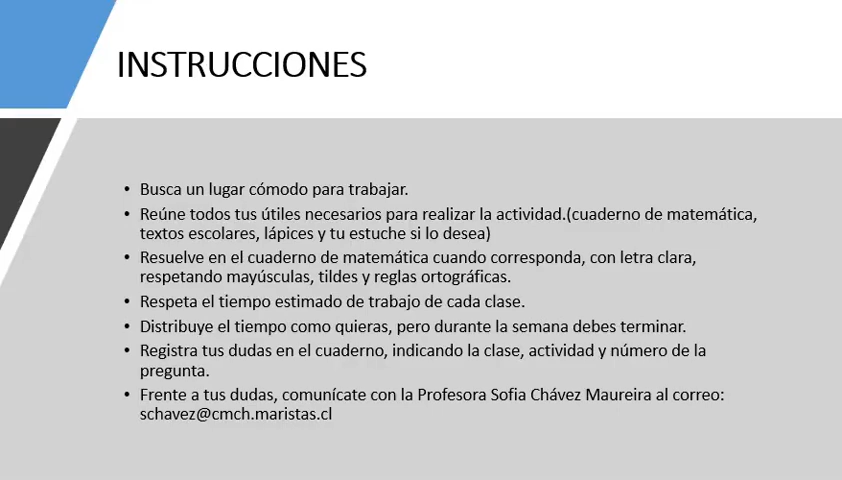 INSTRUCCIONES
• Busca un lugar cómodo para trabajar.
• Reúne todos tus útiles necesarios para realizar la actividad.(cuaderno de matemática,
textos escolares, lápices y tu estuche si lo desea)
• Resuelve en el cuaderno de matemática cuando corresponda, con letra clara,
respetando mayúsculas, tildes y reglas ortográficas.
• Respeta el tiempo estimado de trabajo de cada clase.
• Distribuye el tiempo como quieras, pero durante la semana debes terminar.
• Registra tus dudas en el cuaderno, indicando la clase, actividad y número de la
pregunta.
• Frente a tus dudas, comunícate con la Profesora Sofia Chávez Maureira al correo:
schavez@cmch.maristas.cl